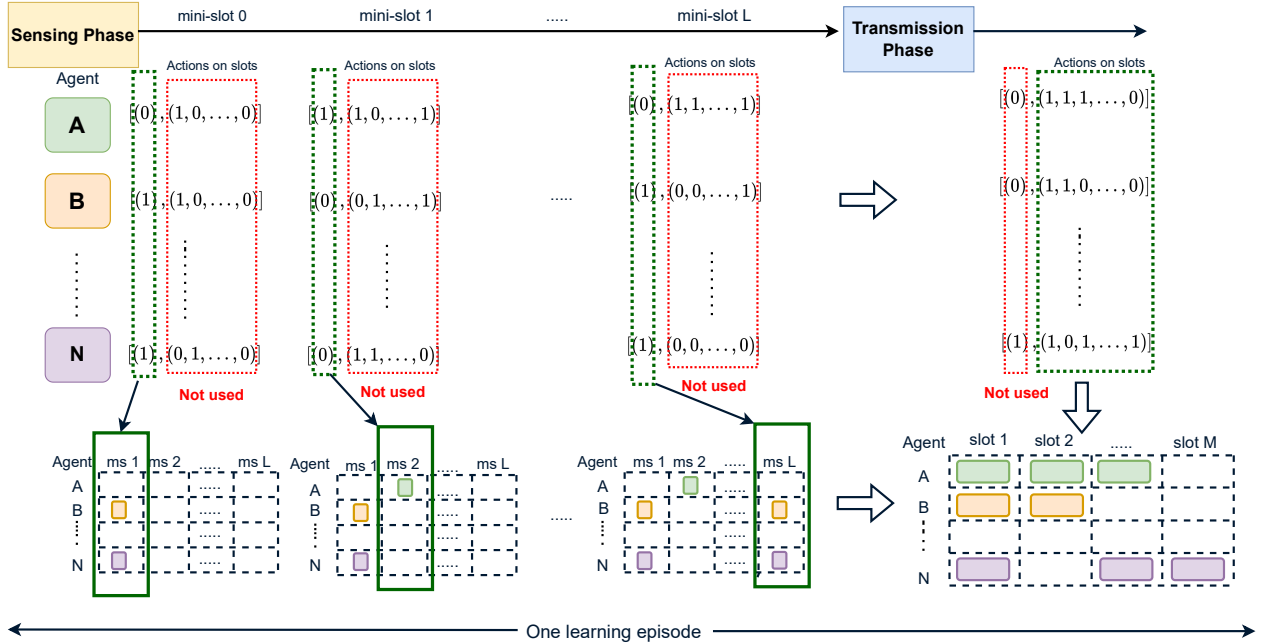 Sensing Phase
mini-slot 0
mini-slot 1
.....
mini-slot L
Transmission Phase
Agent
Actions on slots
Actions on slots
Actions on slots
Actions on slots
A
[(0),(1,0,...,0)]
[(1),(1,0,...,1)]
[(0),(1,1,...,1)]
[(0),(1,1,1,...,0)]
B
[(1),(1,0,...,0)]
[(0),(0,1,...,1)]
.....
[(1),(0,0,...,1)]
[(0),(1,1,0,...,0)]
N
[(1),(0,1,...,0)]
[(0),(1,1,...,0)]
[(1),(0,0,...,0)
[(1),(1,0,1,...,1)]
Not used
Not used
Not used
Not used
Agent ms 1 ms 2 ..... ms L
A .....
B .....
.....
N .....
Agent ms 1 ms 2 ..... ms L
A .....
B .....
.....
N .....
.....
Agent ms 1 ms 2 ..... ms L
A .....
B .....
.....
N .....
Agent slot 1 slot 2 ..... slot M
A
B
N
One learning episode